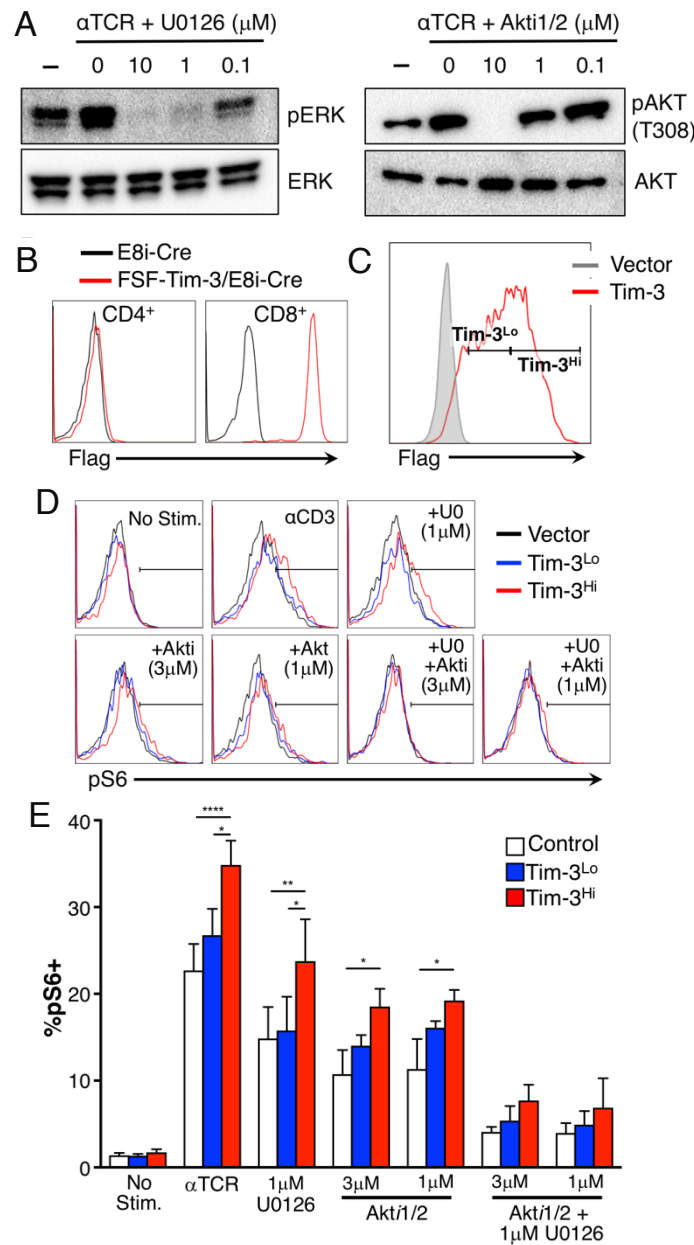 A
αTCR + U0126 (μM)
αTCR + Akti1/2 (μM)
– 0 10 1 0.1
– 0 10 1 0.1
pERK
ERK
pAKT
(T308)
AKT
B
E8i-Cre
FSF-Tim-3/E8i-Cre
CD4+
CD8+
Flag
C
Vector
Tim-3
Tim-3Lo
Tim-3Hi
Flag
D
No Stim.
αCD3
+U0
(1μM)
Vector
Tim-3Lo
Tim-3Hi
+Akti
(3μM)
+Akt
(1μM)
+U0
+Akti
(3μM)
+U0
+Akti
(1μM)
pS6
E
%pS6+
40
30
20
10
0
****
*
**
*
*
*
Control
Tim-3Lo
Tim-3Hi
No
Stim.
αTCR
1μM
U0126
3μM
1μM
Akti1/2
3μM
1μM
Akti1/2 +
1μM U0126